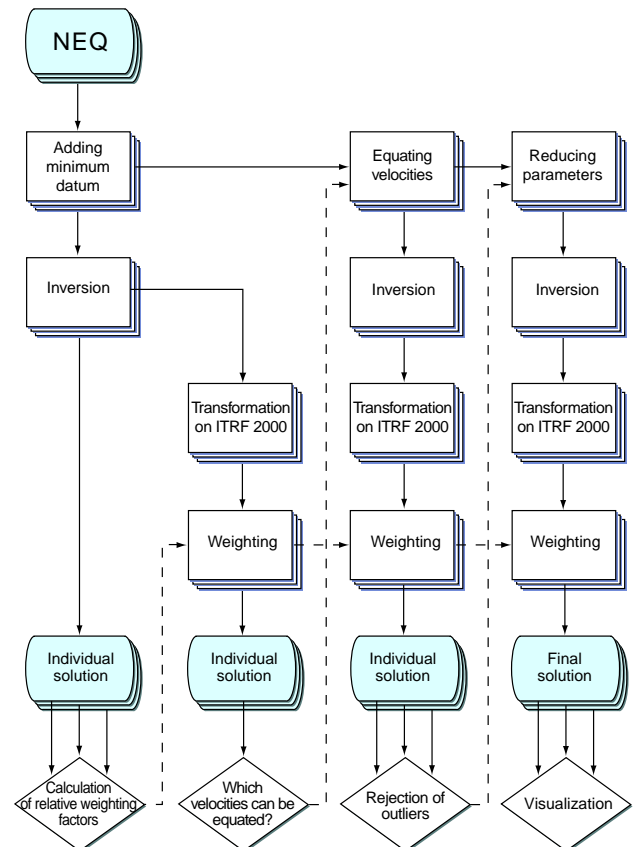 NEQ
Adding
minimum
datum
Equating
velocities
Reducing
parameters
Inversion
Inversion
Inversion
Transformation
on ITRF 2000
Transformation
on ITRF 2000
Transformation
on ITRF 2000
Weighting
Weighting
Weighting
Individual
solution
Individual
solution
Individual
solution
Final
solution
Calculation
of relative weighting
factors
Which
velocities can be
equated?
Rejection of
outliers
Visualization